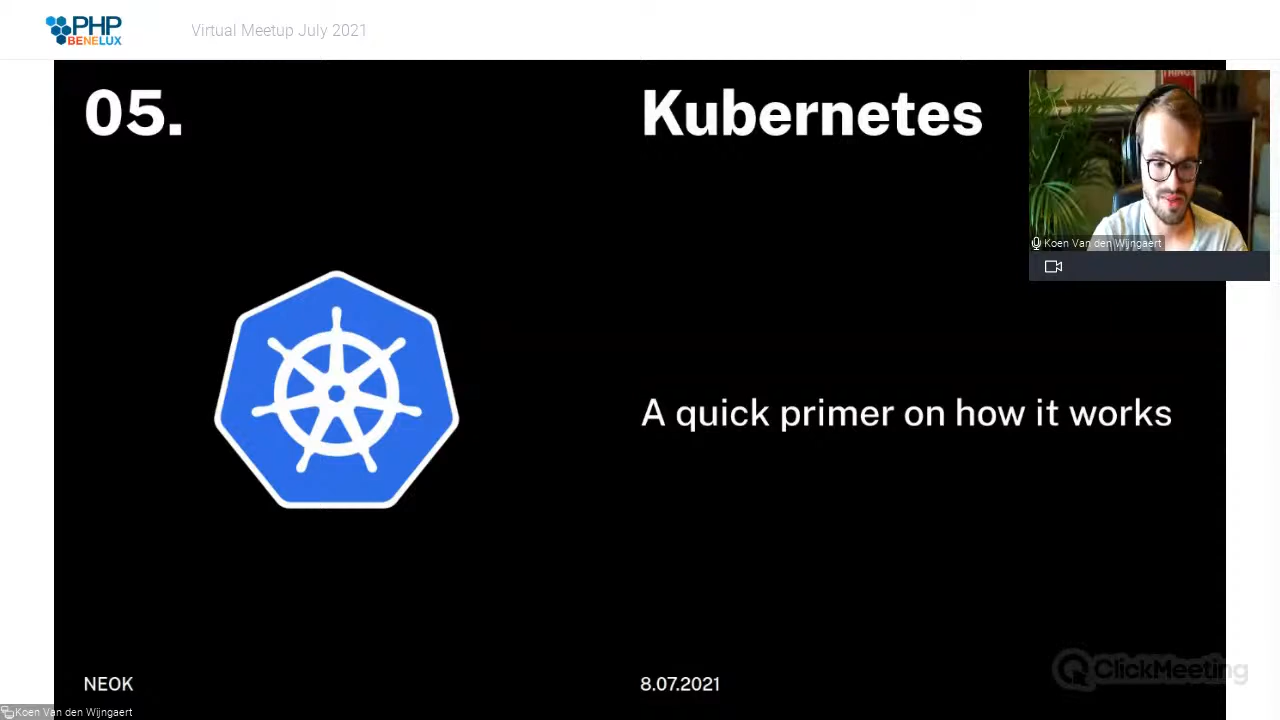 PHP
BENELUX
Virtual Meetup July 2021
05.
Kubernetes
THINGS
Koen Van den Wijngaert
A quick primer on how it works
NEOK
8.07.2021
ClickMeeting
Koen Van den Wijngaert